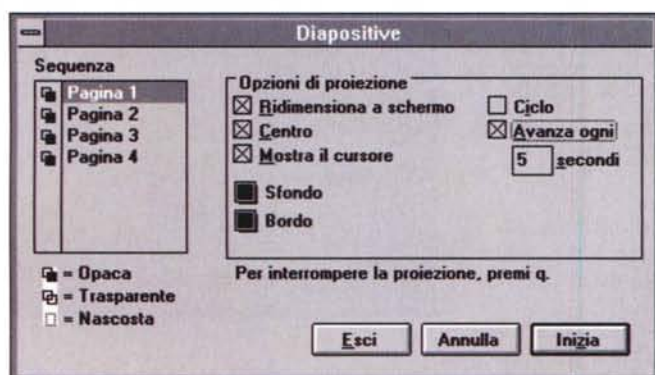 Diapositive
Sequenza
Pagina 1
Pagina 2
Pagina 3
Pagina 4
= Opaca
= Trasparente
= Nascosta
Opzioni di proiezione
Ridimensiona a schermo
Centro
Mostra il cursore
Sfondo
Bordo
Ciclo
Avanza ogni
5 secondi
Per interrompere la proiezione, premi q.
Esci Annulla Inizia